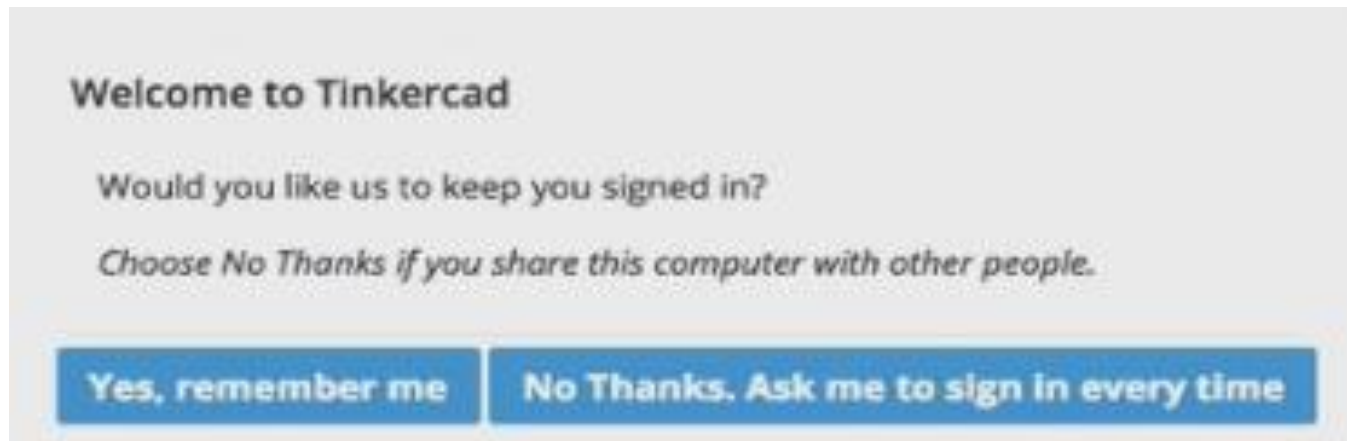 Welcome to Tinkercad
Would you like us to keep you signed in?
Choose No Thanks if you share this computer with other people.
Yes, remember me
No Thanks. Ask me to sign in every time